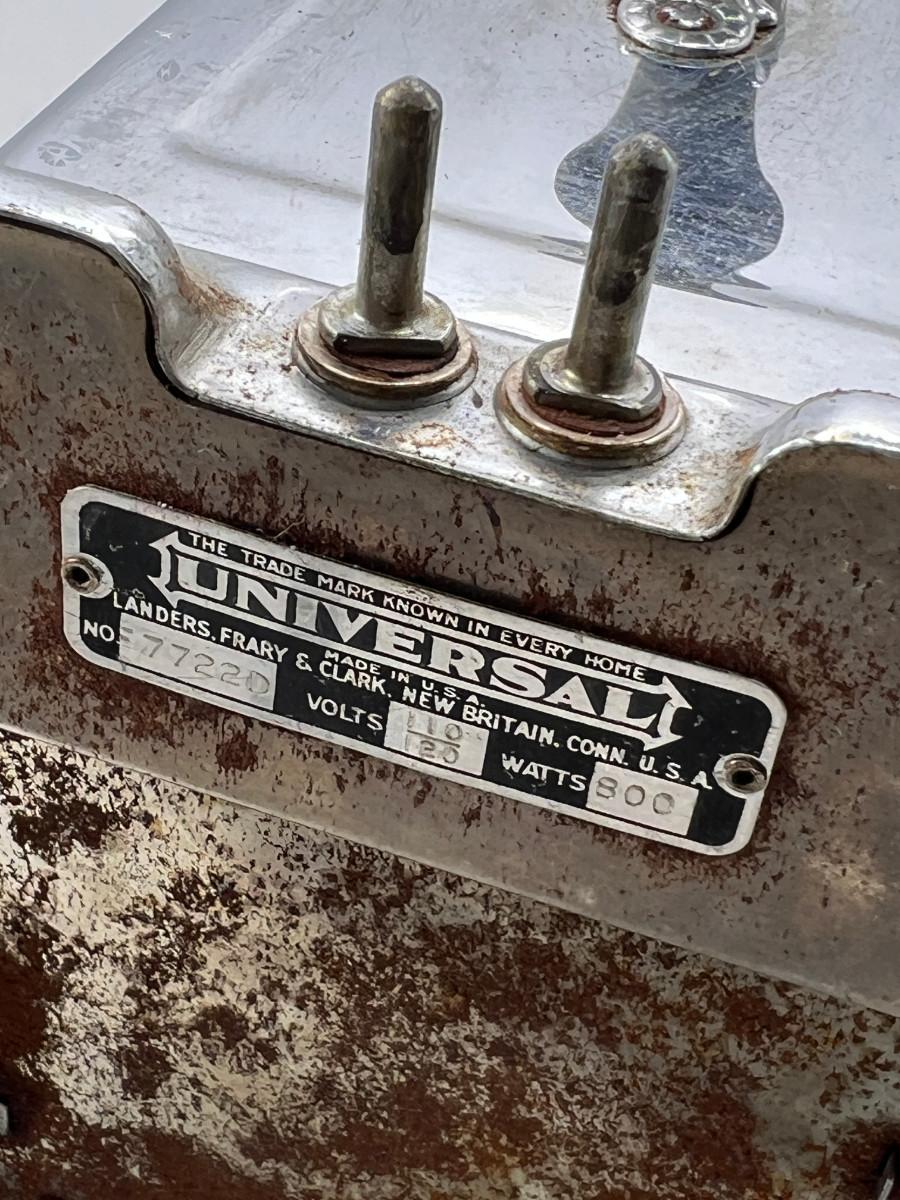 THE TRADE MARK KNOWN IN EVERY HOME
UNIVERSAL
MADE IN U.S.A.
LANDERS, FRARY & CLARK, NEW BRITAIN, CONN. U.S.A
NO. E7722D
VOLTS 110/20
WATTS 800